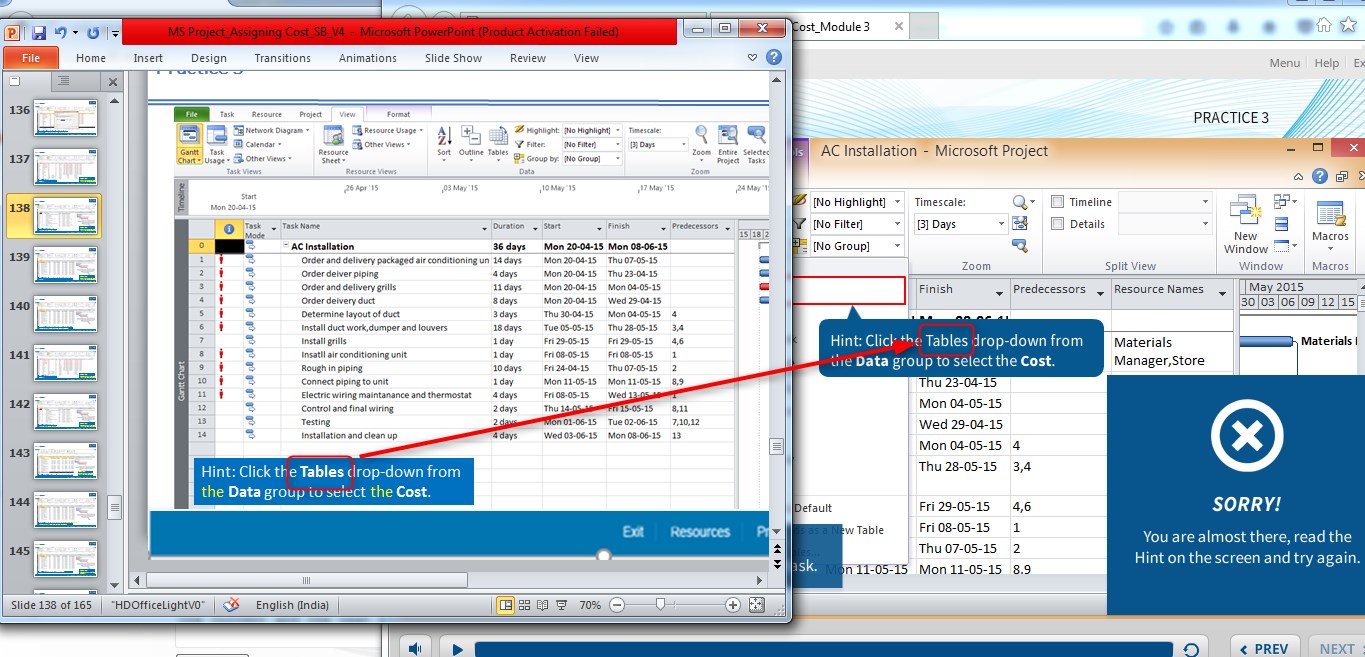 MS Project_Assigning Cost_SB_V4 - Microsoft PowerPoint (Product Activation Failed)
File Home Insert Design Transitions Animations Slide Show Review View
136
137
138
139
140
141
142
143
144
145
Practice 3
File Task Resource Project View Format
Gantt Chart
Task Usage
Network Diagram
Calendar
Other Views
Task Views
Resource Sheet
Resource Usage
Other Views
Resource Views
Sort Outline Tables
Highlight: [No Highlight]
Filter: [No Filter]
Group by: [No Group]
Data
Timescale:
[3] Days
Zoom Entire Project Selected Tasks
Zoom
Timeline
26 Apr '15 03 May '15 10 May '15 17 May '15 24 May '15
Start
Mon 20-04-15
Task Mode Task Name Duration Start Finish Predecessors 15 18 2
0 AC Installation 36 days Mon 20-04-15 Mon 08-06-15
1 Order and delivery packaged air conditioning un 14 days Mon 20-04-15 Thu 07-05-15
2 Order deiver piping 4 days Mon 20-04-15 Thu 23-04-15
3 Order and delivery grills 11 days Mon 20-04-15 Mon 04-05-15
4 Order deivery duct 8 days Mon 20-04-15 Wed 29-04-15
5 Determine layout of duct 3 days Thu 30-04-15 Mon 04-05-15 4
6 Install duct work,dumper and louvers 18 days Tue 05-05-15 Thu 28-05-15 3,4
7 Install grills 1 day Fri 29-05-15 Fri 29-05-15 4,6
8 Insatll air conditioning unit 1 day Fri 08-05-15 Fri 08-05-15 1
9 Rough in piping 10 days Fri 24-04-15 Thu 07-05-15 2
10 Connect piping to unit 1 day Mon 11-05-15 Mon 11-05-15 8,9
11 Electric wiring maintanance and thermostat 4 days Fri 08-05-15 Wed 13-05-15 1
12 Control and final wiring 2 days Thu 14-05-15 Fri 15-05-15 8,11
13 Testing 2 days Mon 01-06-15 Tue 02-06-15 7,10,12
14 Installation and clean up 4 days Wed 03-06-15 Mon 08-06-15 13
Gantt Chart
Hint: Click the Tables drop-down from
the Data group to select the Cost.
Exit Resources
Slide 138 of 165 "HDOfficeLightV0" English (India) 70%
Cost_Module 3
Menu Help Ex
PRACTICE 3
AC Installation - Microsoft Project
[No Highlight]
[No Filter]
[No Group]
Timescale:
[3] Days
Zoom
Timeline
Details
Split View
New Window
Window
Macros
Macros
Finish Predecessors Resource Names
May 2015
30 03 06 09 12 15
Hint: Click the Tables drop-down from
the Data group to select the Cost.
Materials
Manager,Store
Thu 23-04-15
Mon 04-05-15
Wed 29-04-15
Mon 04-05-15 4
Thu 28-05-15 3,4
Fri 29-05-15 4,6
Fri 08-05-15 1
Thu 07-05-15 2
Mon 11-05-15 Mon 11-05-15 8,9
Default
as a New Table
ask.
SORRY!
You are almost there, read the
Hint on the screen and try again.
PREV NEXT